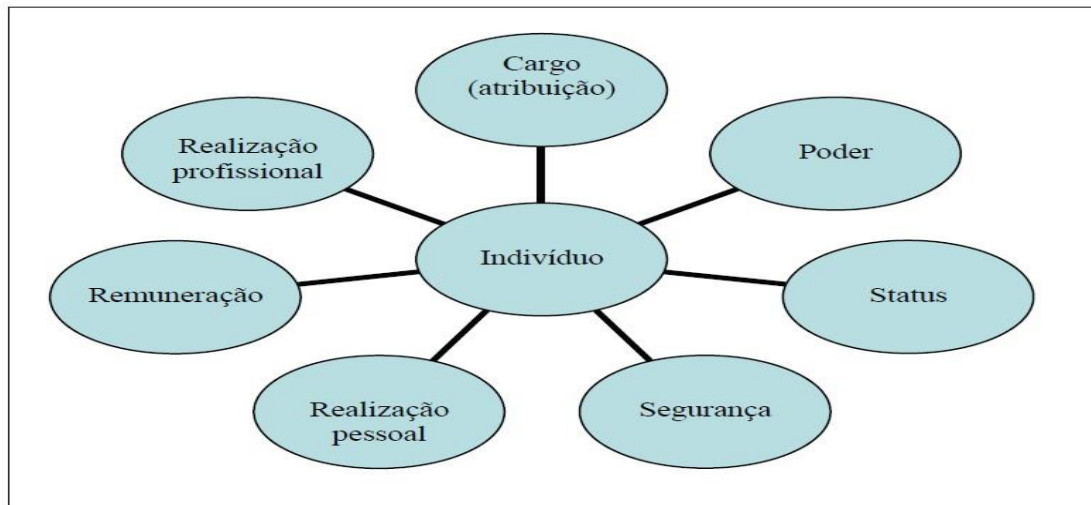 Cargo
(atribuição)
Realização
profissional
Poder
Indivíduo
Remuneração
Status
Realização
pessoal
Segurança